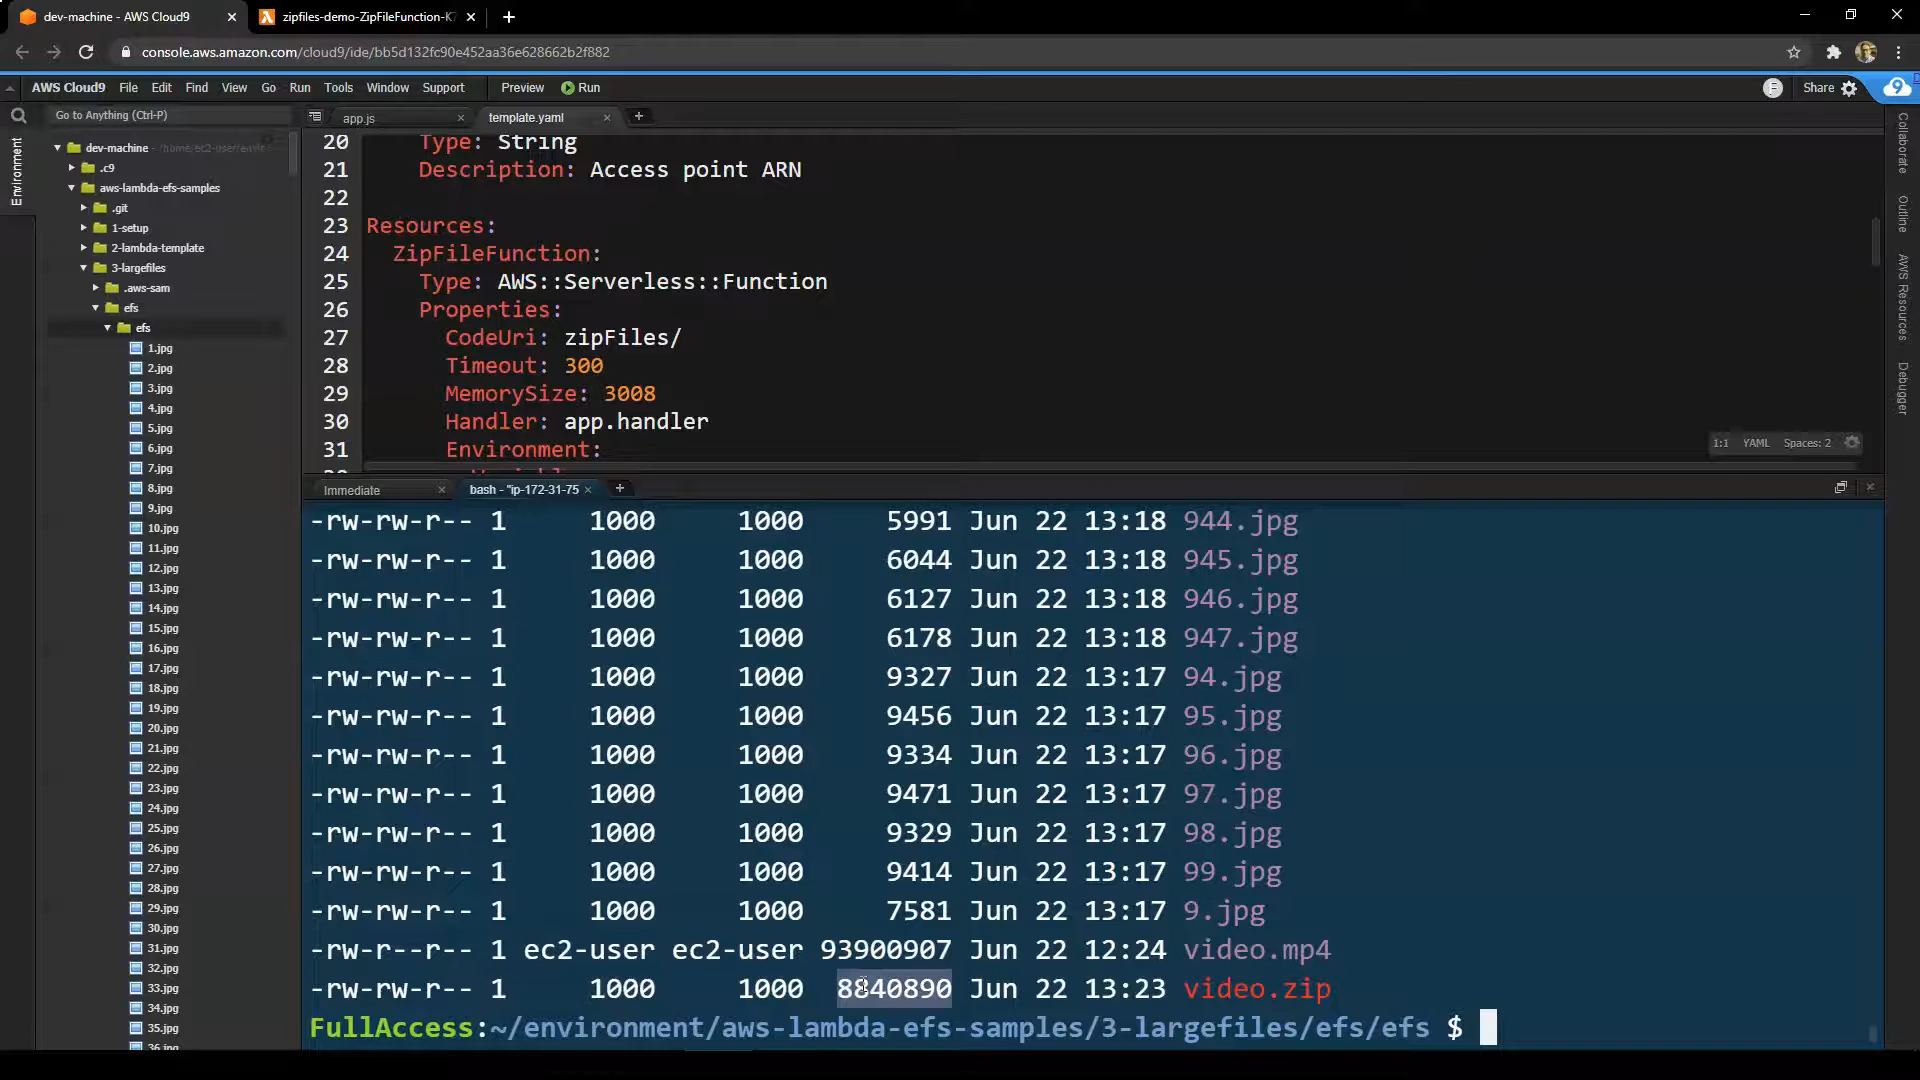 dev-machine - AWS Cloud9
zipfiles-demo-ZipFileFunction-K7
console.aws.amazon.com/cloud9/ide/bb5d132fc90e452aa36e628662b2f882
AWS Cloud9 File Edit Find View Go Run Tools Window Support Preview Run
Share
Go to Anything (Ctrl-P)
Environment
dev-machine - /home/ec2-user/envir
.c9
aws-lambda-efs-samples
.git
1-setup
2-lambda-template
3-largefiles
.aws-sam
efs
efs
1.jpg
2.jpg
3.jpg
4.jpg
5.jpg
6.jpg
7.jpg
8.jpg
9.jpg
10.jpg
11.jpg
12.jpg
13.jpg
14.jpg
15.jpg
16.jpg
17.jpg
18.jpg
19.jpg
20.jpg
21.jpg
22.jpg
23.jpg
24.jpg
25.jpg
26.jpg
27.jpg
28.jpg
29.jpg
30.jpg
31.jpg
32.jpg
33.jpg
34.jpg
35.jpg
36.jpg
app.js
template.yaml
20 Type: String
21 Description: Access point ARN
22
23 Resources:
24 ZipFileFunction:
25 Type: AWS::Serverless::Function
26 Properties:
27 CodeUri: zipFiles/
28 Timeout: 300
29 MemorySize: 3008
30 Handler: app.handler
31 Environment:
1:1 YAML Spaces: 2
Immediate
bash - "ip-172-31-75
-rw-rw-r-- 1 1000 1000 5991 Jun 22 13:18 944.jpg
-rw-rw-r-- 1 1000 1000 6044 Jun 22 13:18 945.jpg
-rw-rw-r-- 1 1000 1000 6127 Jun 22 13:18 946.jpg
-rw-rw-r-- 1 1000 1000 6178 Jun 22 13:18 947.jpg
-rw-rw-r-- 1 1000 1000 9327 Jun 22 13:17 94.jpg
-rw-rw-r-- 1 1000 1000 9456 Jun 22 13:17 95.jpg
-rw-rw-r-- 1 1000 1000 9334 Jun 22 13:17 96.jpg
-rw-rw-r-- 1 1000 1000 9471 Jun 22 13:17 97.jpg
-rw-rw-r-- 1 1000 1000 9329 Jun 22 13:17 98.jpg
-rw-rw-r-- 1 1000 1000 9414 Jun 22 13:17 99.jpg
-rw-rw-r-- 1 1000 1000 7581 Jun 22 13:17 9.jpg
-rw-r--r-- 1 ec2-user ec2-user 93900907 Jun 22 12:24 video.mp4
-rw-rw-r-- 1 1000 1000 8840890 Jun 22 13:23 video.zip
FullAccess:~/environment/aws-lambda-efs-samples/3-largefiles/efs/efs $
Collaborate
Outline
AWS Resources
Debugger